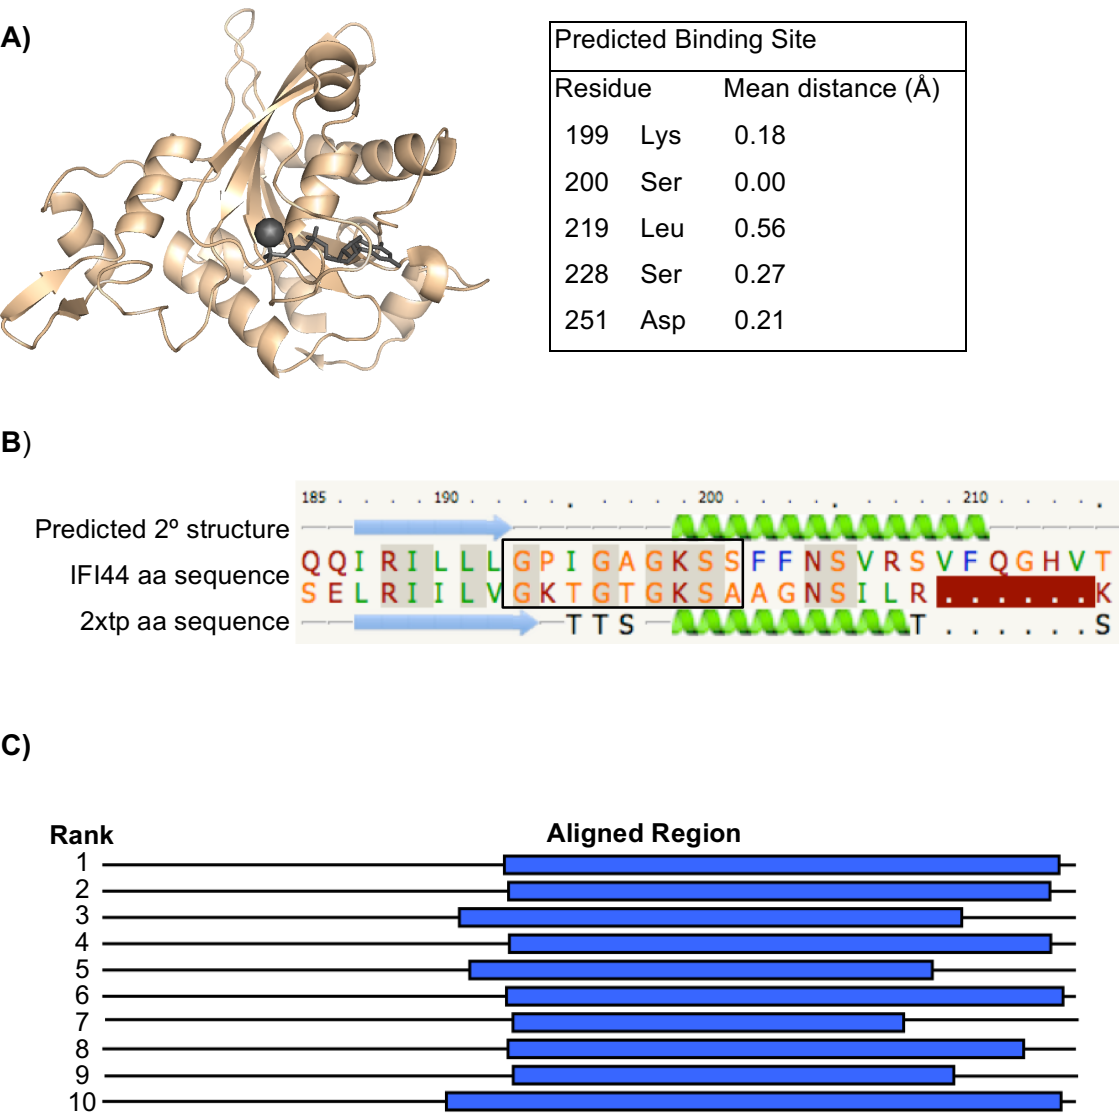 A)
Predicted Binding Site
Residue Mean distance (Å)
199 Lys 0.18
200 Ser 0.00
219 Leu 0.56
228 Ser 0.27
251 Asp 0.21
B)
185 . . . . 190 . . . . . . . . . 200 . . . . . . . . . 210 . . . . .
Predicted 2º structure
IFI44 aa sequence
QQIRILLLGPIGAGKSSFFNSVRSVFQGHVT
SELRIILVGKTGTGKSAAGNSILR......K
2xtp aa sequence
TTS T......S
C)
Rank Aligned Region
1
2
3
4
5
6
7
8
9
10